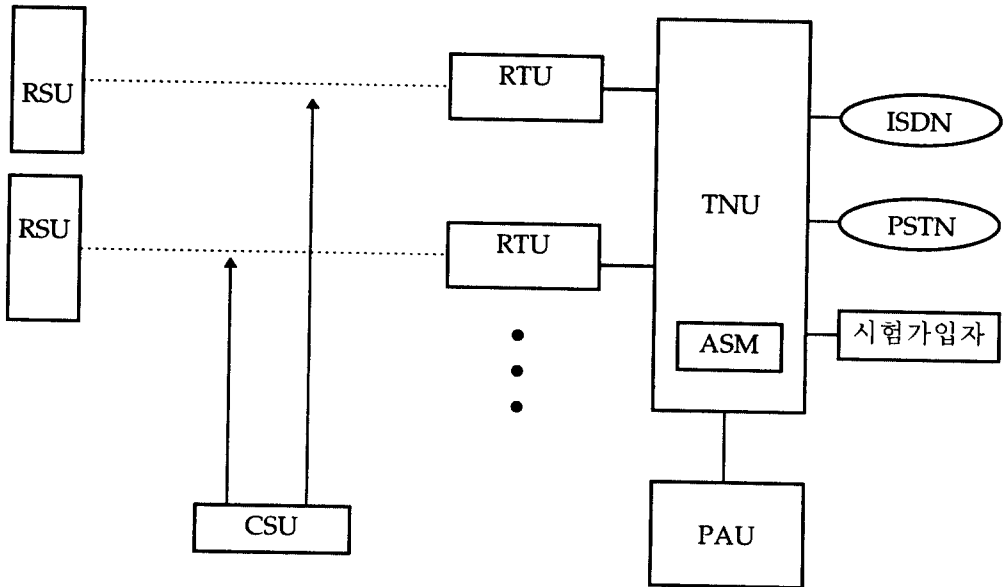 RSU
RTU
ISDN
RSU
TNU
PSTN
RTU
ASM
시험가입자
CSU
PAU